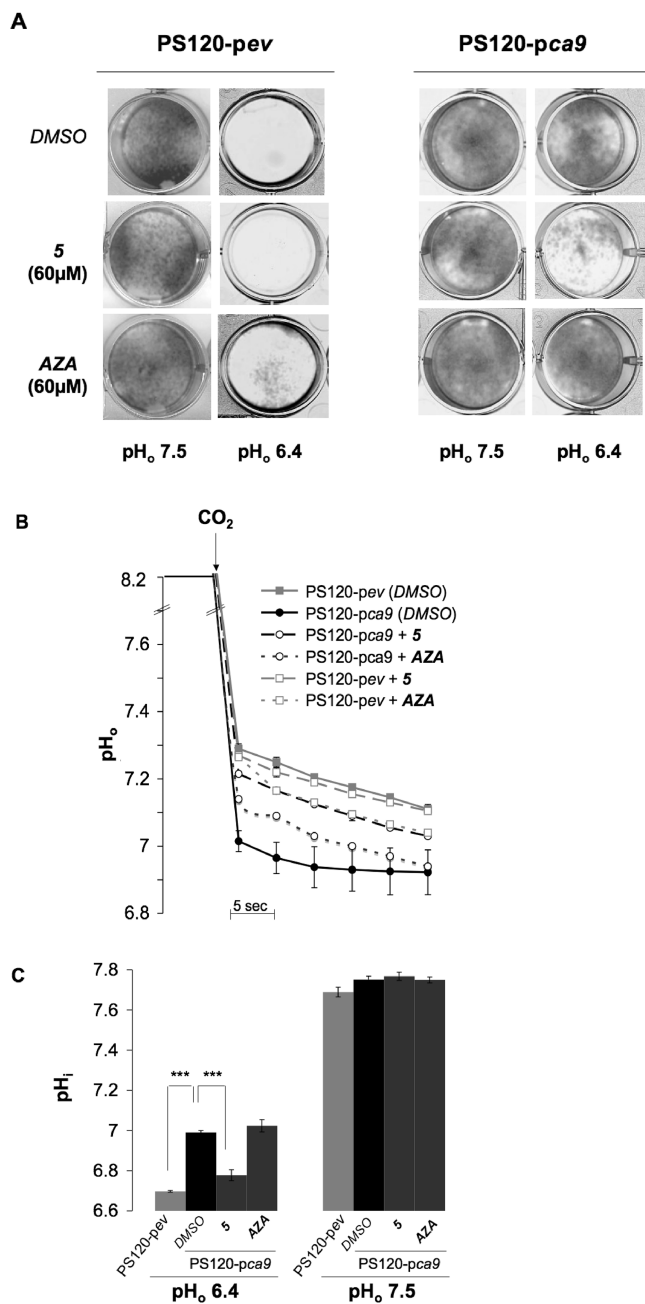 A
PS120-pev PS120-pca9
DMSO
5
(60µM)
AZA
(60µM)
pHo 7.5 pHo 6.4 pHo 7.5 pHo 6.4
B
CO2
8.2
7.6
7.4
7.2
7
6.8
pHo
PS120-pev (DMSO)
PS120-pca9 (DMSO)
PS120-pca9 + 5
PS120-pca9 + AZA
PS120-pev + 5
PS120-pev + AZA
5 sec
C
7.8
7.6
7.4
7.2
7
6.8
6.6
pHi
*** ***
PS120-pev DMSO 5 AZA PS120-pev DMSO 5 AZA
PS120-pca9 PS120-pca9
pHo 6.4 pHo 7.5